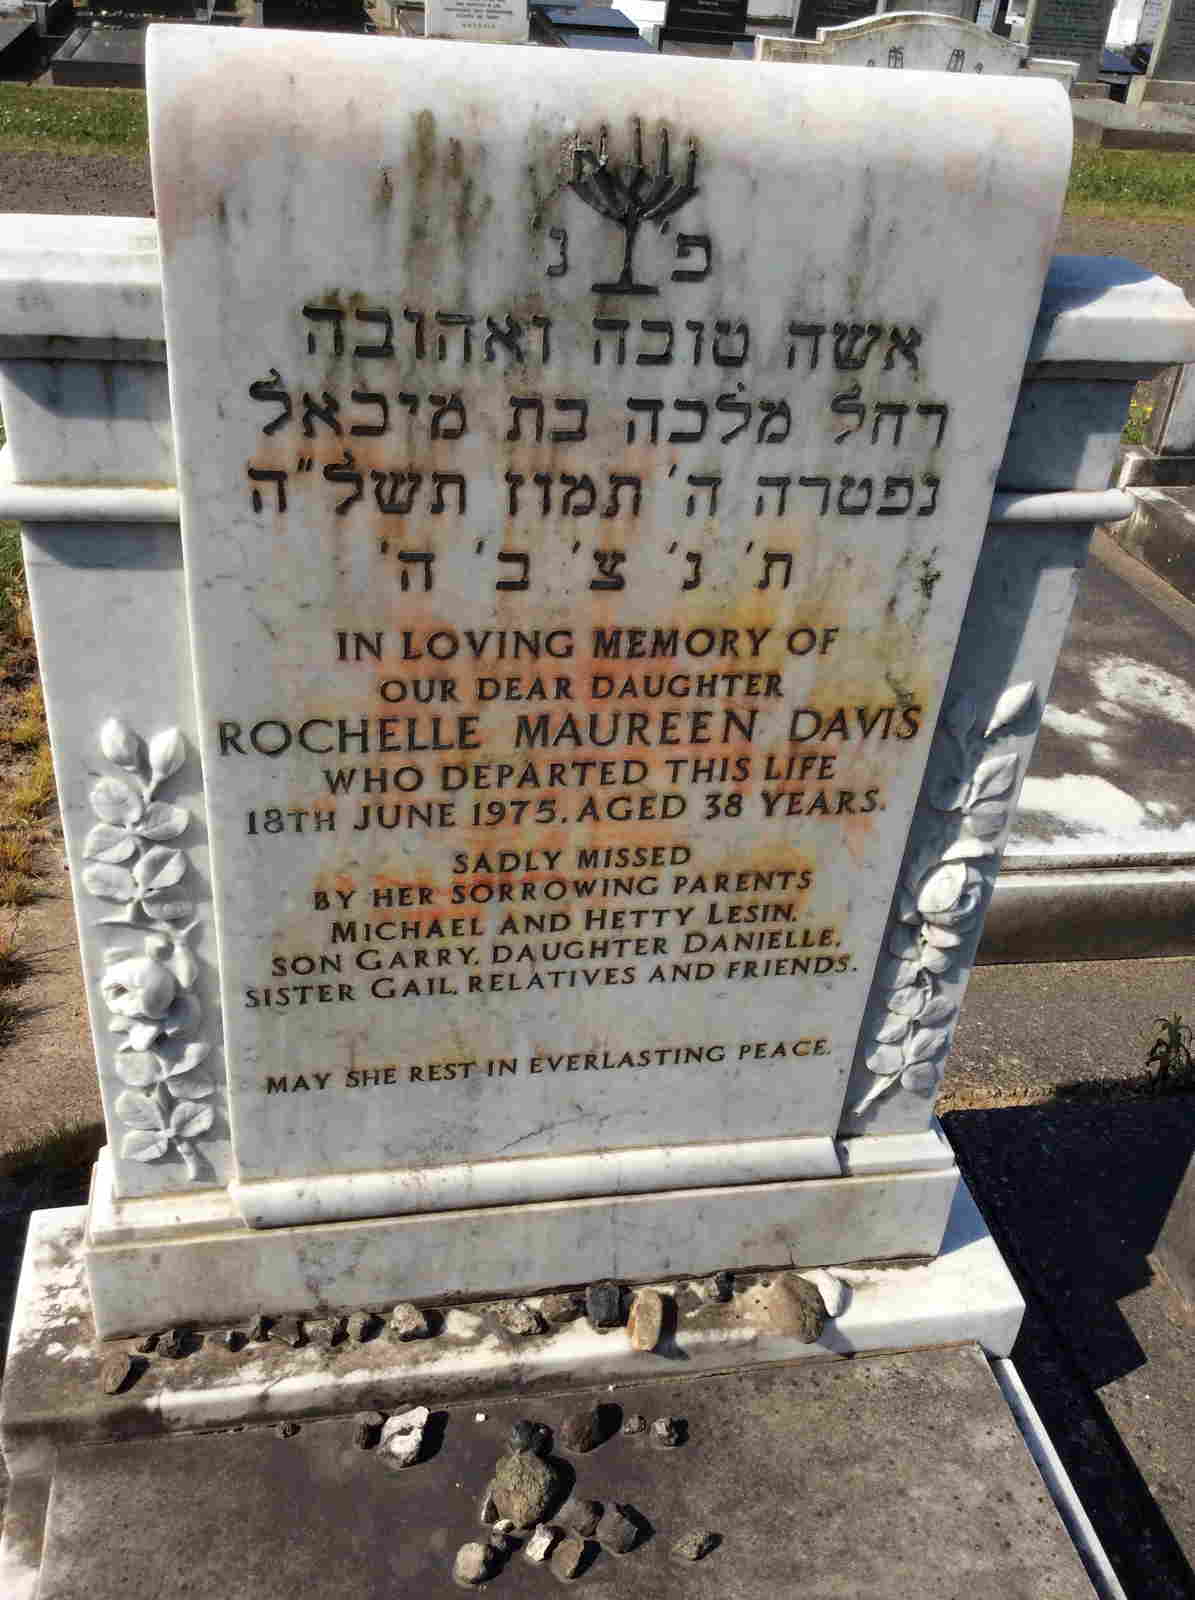 פ' נ'
אשה טובה ואהובה
רחל מלכה בת מיכאל
נפטרה ה' תמוז תשל"ה
ת' נ' צ' ב' ה'
IN LOVING MEMORY OF
OUR DEAR DAUGHTER
ROCHELLE MAUREEN DAVIS
WHO DEPARTED THIS LIFE
18TH JUNE 1975. AGED 38 YEARS.
SADLY MISSED
BY HER SORROWING PARENTS
MICHAEL AND HETTY LESIN.
SON GARRY, DAUGHTER DANIELLE,
SISTER GAIL, RELATIVES AND FRIENDS.
MAY SHE REST IN EVERLASTING PEACE.